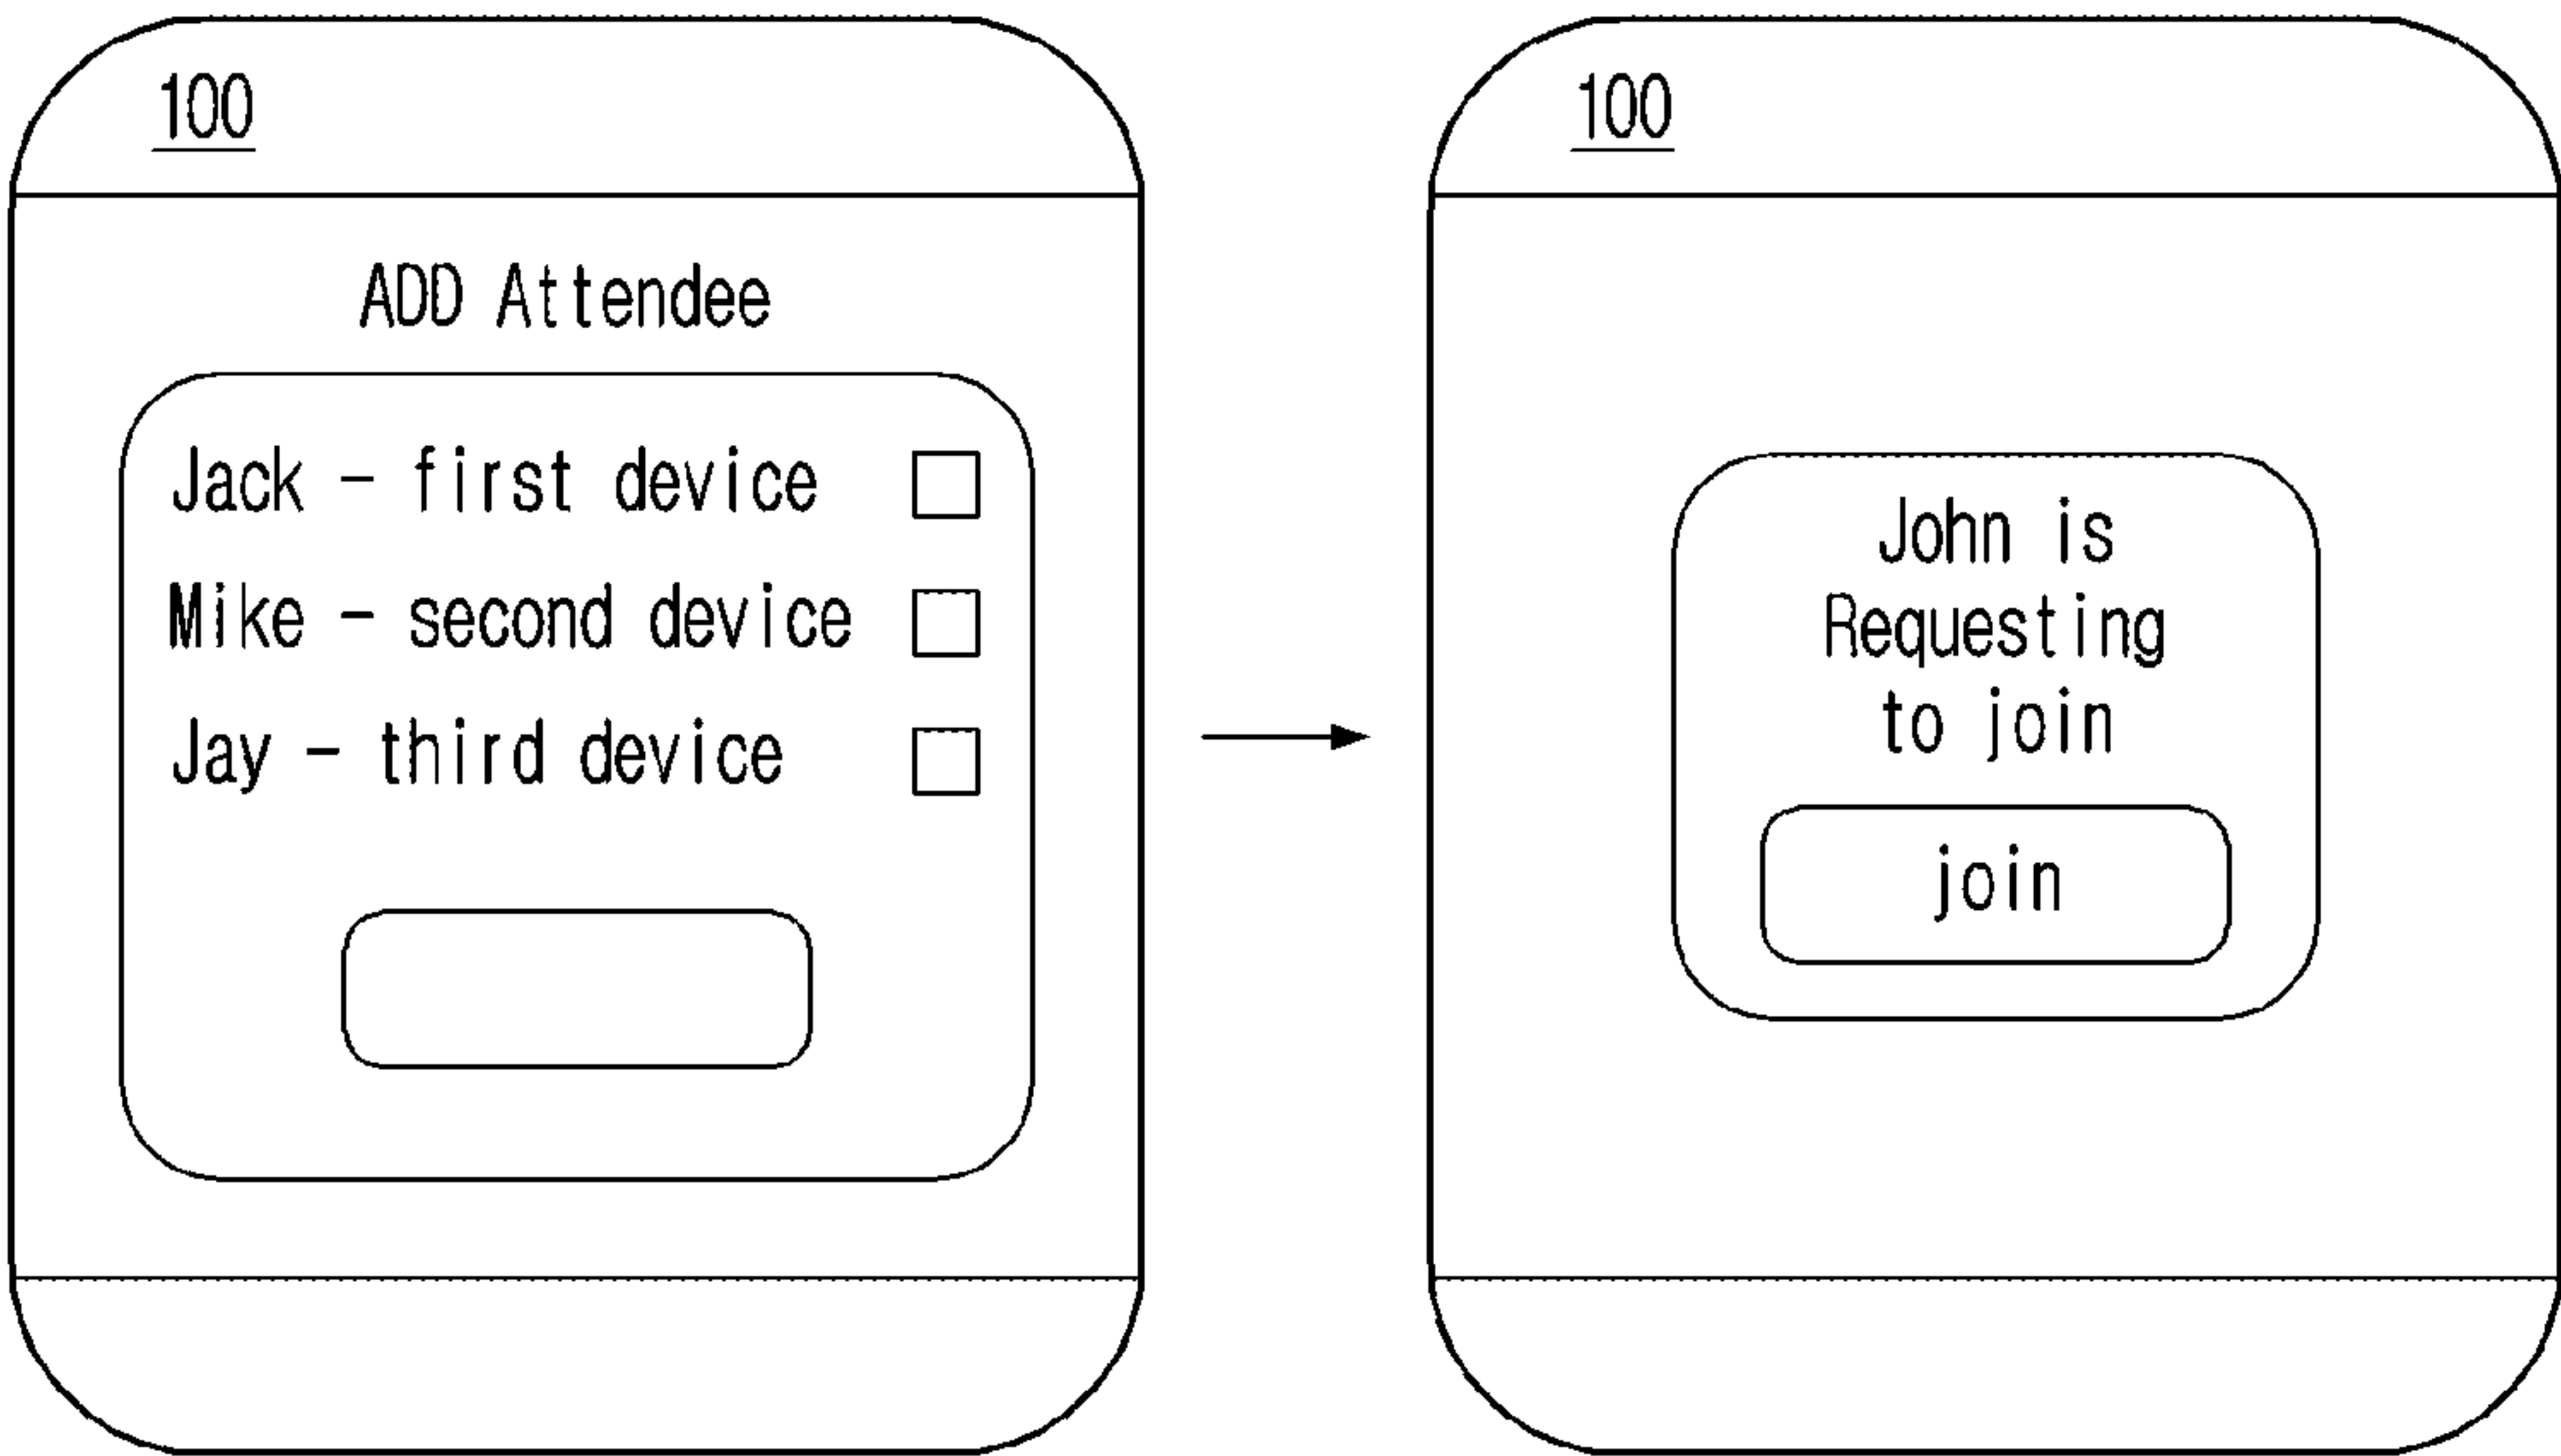 100
ADD Attendee
Jack - first device
Mike - second device
Jay - third device
100
John is
Requesting
to join
join